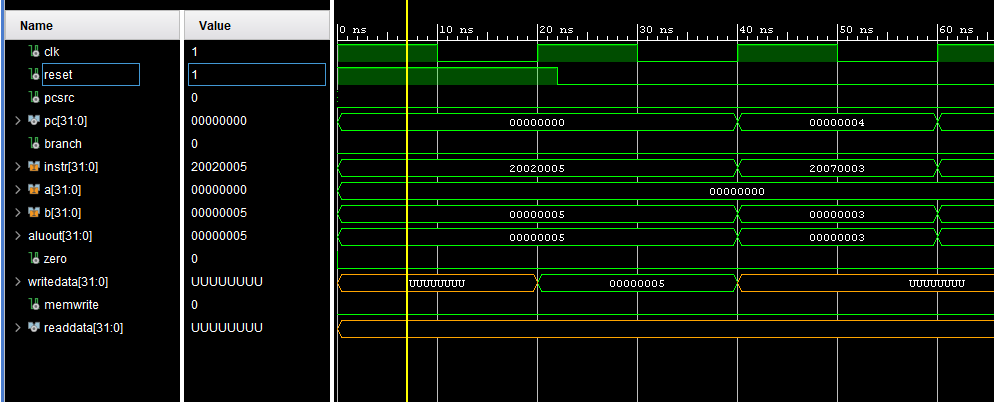 Name Value
0 ns 10 ns 20 ns 30 ns 40 ns 50 ns 60 ns
clk 1
reset 1
pcsrc 0
pc[31:0] 00000000 00000000 00000004
branch 0
instr[31:0] 20020005 20020005 20070003
a[31:0] 00000000 00000000
b[31:0] 00000005 00000005 00000003
aluout[31:0] 00000005 00000005 00000003
zero 0
writedata[31:0] UUUUUUUU UUUUUUUU 00000005 UUUUUUUU
memwrite 0
readdata[31:0] UUUUUUUU